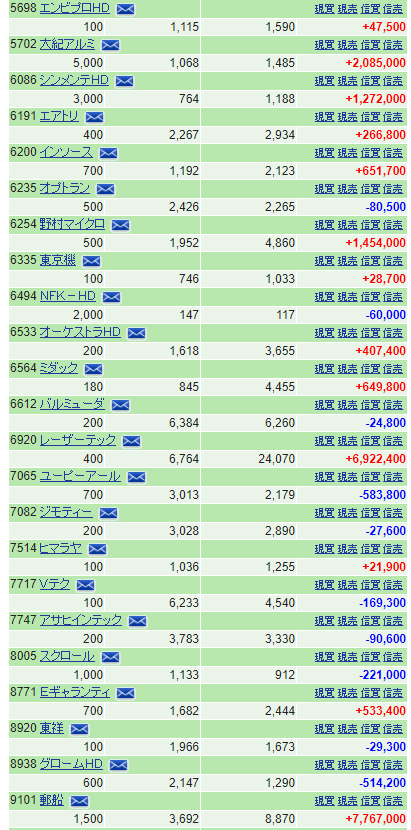 5698 エンビプロHD 現買 現売 信買 信売
100 1,115 1,590 +47,500
5702 大紀アルミ 現買 現売 信買 信売
5,000 1,068 1,485 +2,085,000
6086 シンメンテHD 現買 現売 信買 信売
3,000 764 1,188 +1,272,000
6191 エアトリ 現買 現売 信買 信売
400 2,267 2,934 +266,800
6200 インソース 現買 現売 信買 信売
700 1,192 2,123 +651,700
6235 オプトラン 現買 現売 信買 信売
500 2,426 2,265 -80,500
6254 野村マイクロ 現買 現売 信買 信売
500 1,952 4,860 +1,454,000
6335 東京機 現買 現売 信買 信売
100 746 1,033 +28,700
6494 NFK-HD 現買 現売 信買 信売
2,000 147 117 -60,000
6533 オーケストラHD 現買 現売 信買 信売
200 1,618 3,655 +407,400
6564 ミダック 現買 現売 信買 信売
180 845 4,455 +649,800
6612 バルミューダ 現買 現売 信買 信売
200 6,384 6,260 -24,800
6920 レーザーテック 現買 現売 信買 信売
400 6,764 24,070 +6,922,400
7065 ユーピーアール 現買 現売 信買 信売
700 3,013 2,179 -583,800
7082 ジモティー 現買 現売 信買 信売
200 3,028 2,890 -27,600
7514 ヒマラヤ 現買 現売 信買 信売
100 1,036 1,255 +21,900
7717 Vテク 現買 現売 信買 信売
100 6,233 4,540 -169,300
7747 アサヒインテック 現買 現売 信買 信売
200 3,783 3,330 -90,600
8005 スクロール 現買 現売 信買 信売
1,000 1,133 912 -221,000
8771 Eギャランティ 現買 現売 信買 信売
700 1,682 2,444 +533,400
8920 東祥 現買 現売 信買 信売
100 1,966 1,673 -29,300
8938 グロームHD 現買 現売 信買 信売
600 2,147 1,290 -514,200
9101 郵船 現買 現売 信買 信売
1,500 3,692 8,870 +7,767,000